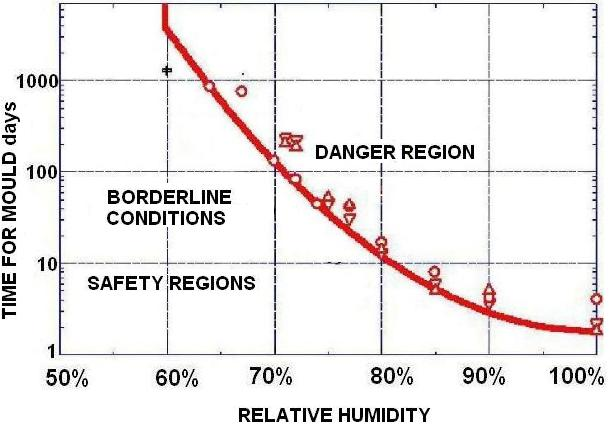 TIME FOR MOULD days
1000
100
10
1
DANGER REGION
BORDERLINE
CONDITIONS
SAFETY REGIONS
50%
60%
70%
80%
90%
100%
RELATIVE HUMIDITY